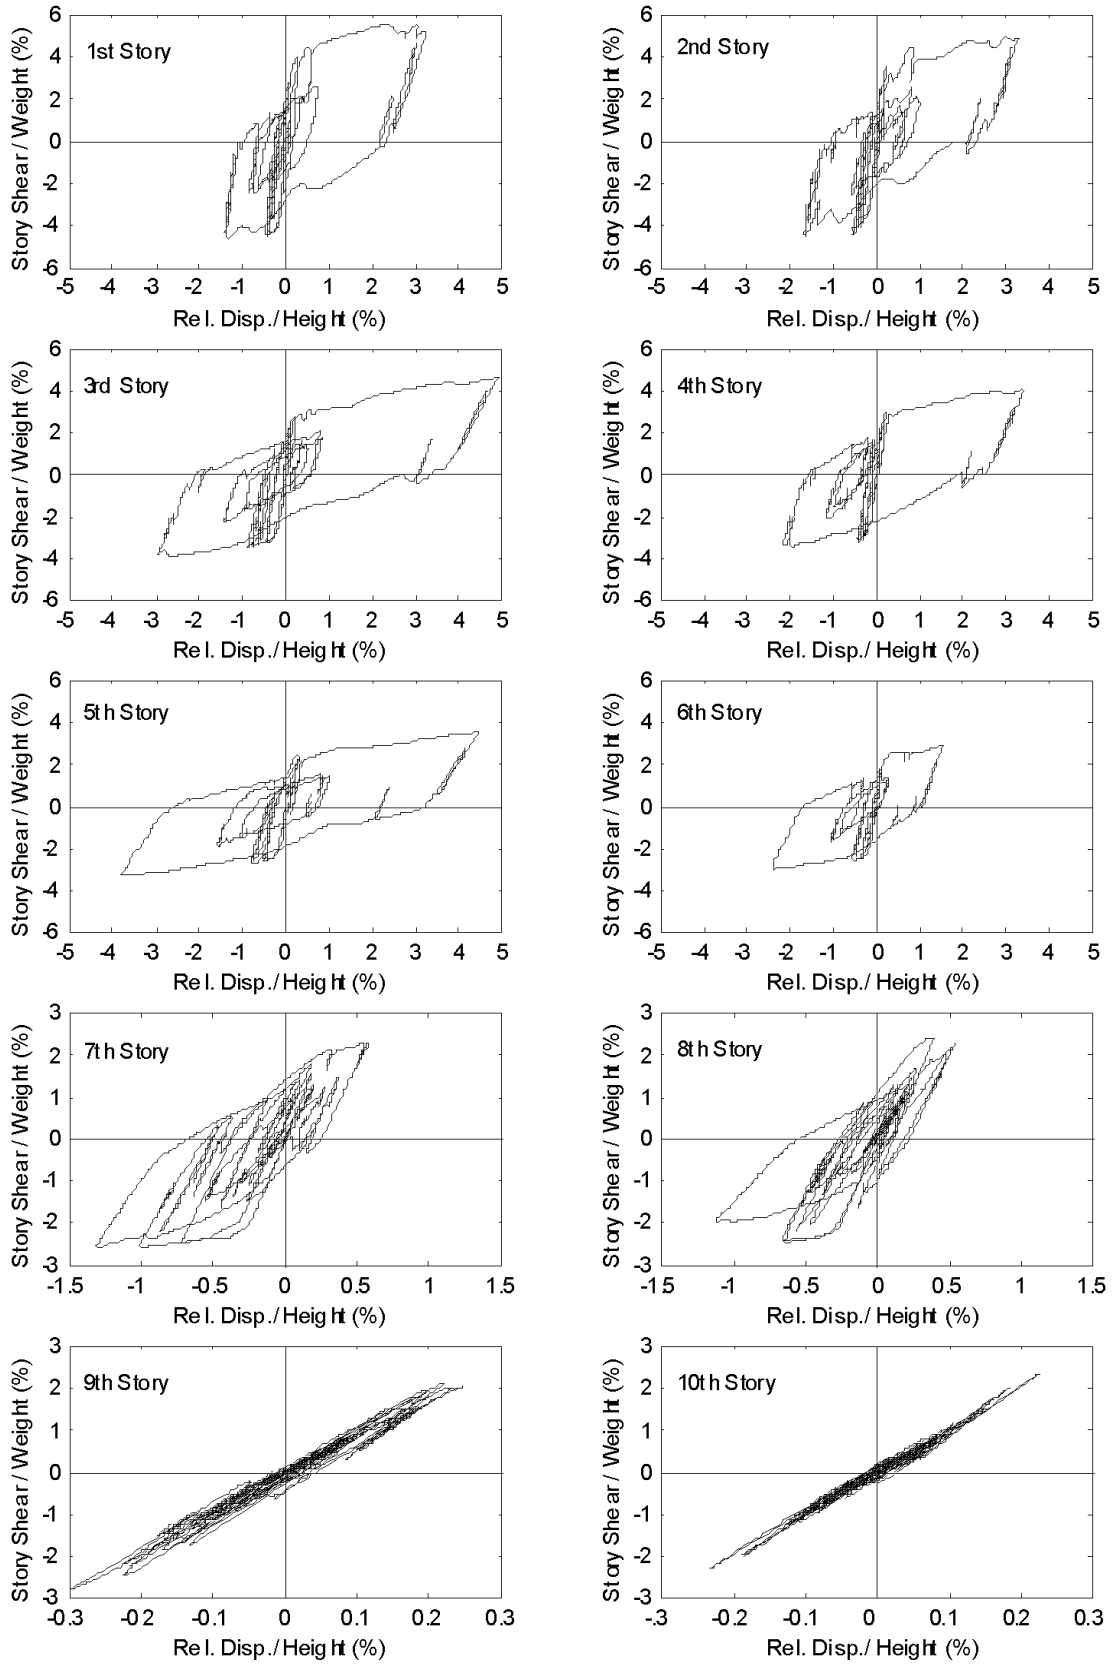 6 6
1st Story 2nd Story
4 4
2 2
0 0
-2 -2
-4 -4
-6 -6
Story Shear / Weight (%) Story Shear / Weight (%)
-5 -4 -3 -2 -1 0 1 2 3 4 5 -5 -4 -3 -2 -1 0 1 2 3 4 5
Rel. Disp./ Height (%) Rel. Disp./ Height (%)
6 6
3rd Story 4th Story
4 4
2 2
0 0
-2 -2
-4 -4
-6 -6
Story Shear / Weight (%) Story Shear / Weight (%)
-5 -4 -3 -2 -1 0 1 2 3 4 5 -5 -4 -3 -2 -1 0 1 2 3 4 5
Rel. Disp./ Height (%) Rel. Disp./ Height (%)
6 6
5th Story 6th Story
4 4
2 2
0 0
-2 -2
-4 -4
-6 -6
Story Shear / Weight (%) Story Shear / Weight (%)
-5 -4 -3 -2 -1 0 1 2 3 4 5 -5 -4 -3 -2 -1 0 1 2 3 4 5
Rel. Disp./ Height (%) Rel. Disp./ Height (%)
3 3
7th Story 8th Story
2 2
1 1
0 0
-1 -1
-2 -2
-3 -3
Story Shear / Weight (%) Story Shear / Weight (%)
-1.5 -1 -0.5 0 0.5 1 1.5 -1.5 -1 -0.5 0 0.5 1 1.5
Rel. Disp./ Height (%) Rel. Disp./ Height (%)
3 3
9th Story 10th Story
2 2
1 1
0 0
-1 -1
-2 -2
-3 -3
Story Shear / Weight (%) Story Shear / Weight (%)
-0.3 -0.2 -0.1 0 0.1 0.2 0.3 -.3 -0.2 -0.1 0 0.1 0.2 0.3
Rel. Disp./ Height (%) Rel. Disp./ Height (%)